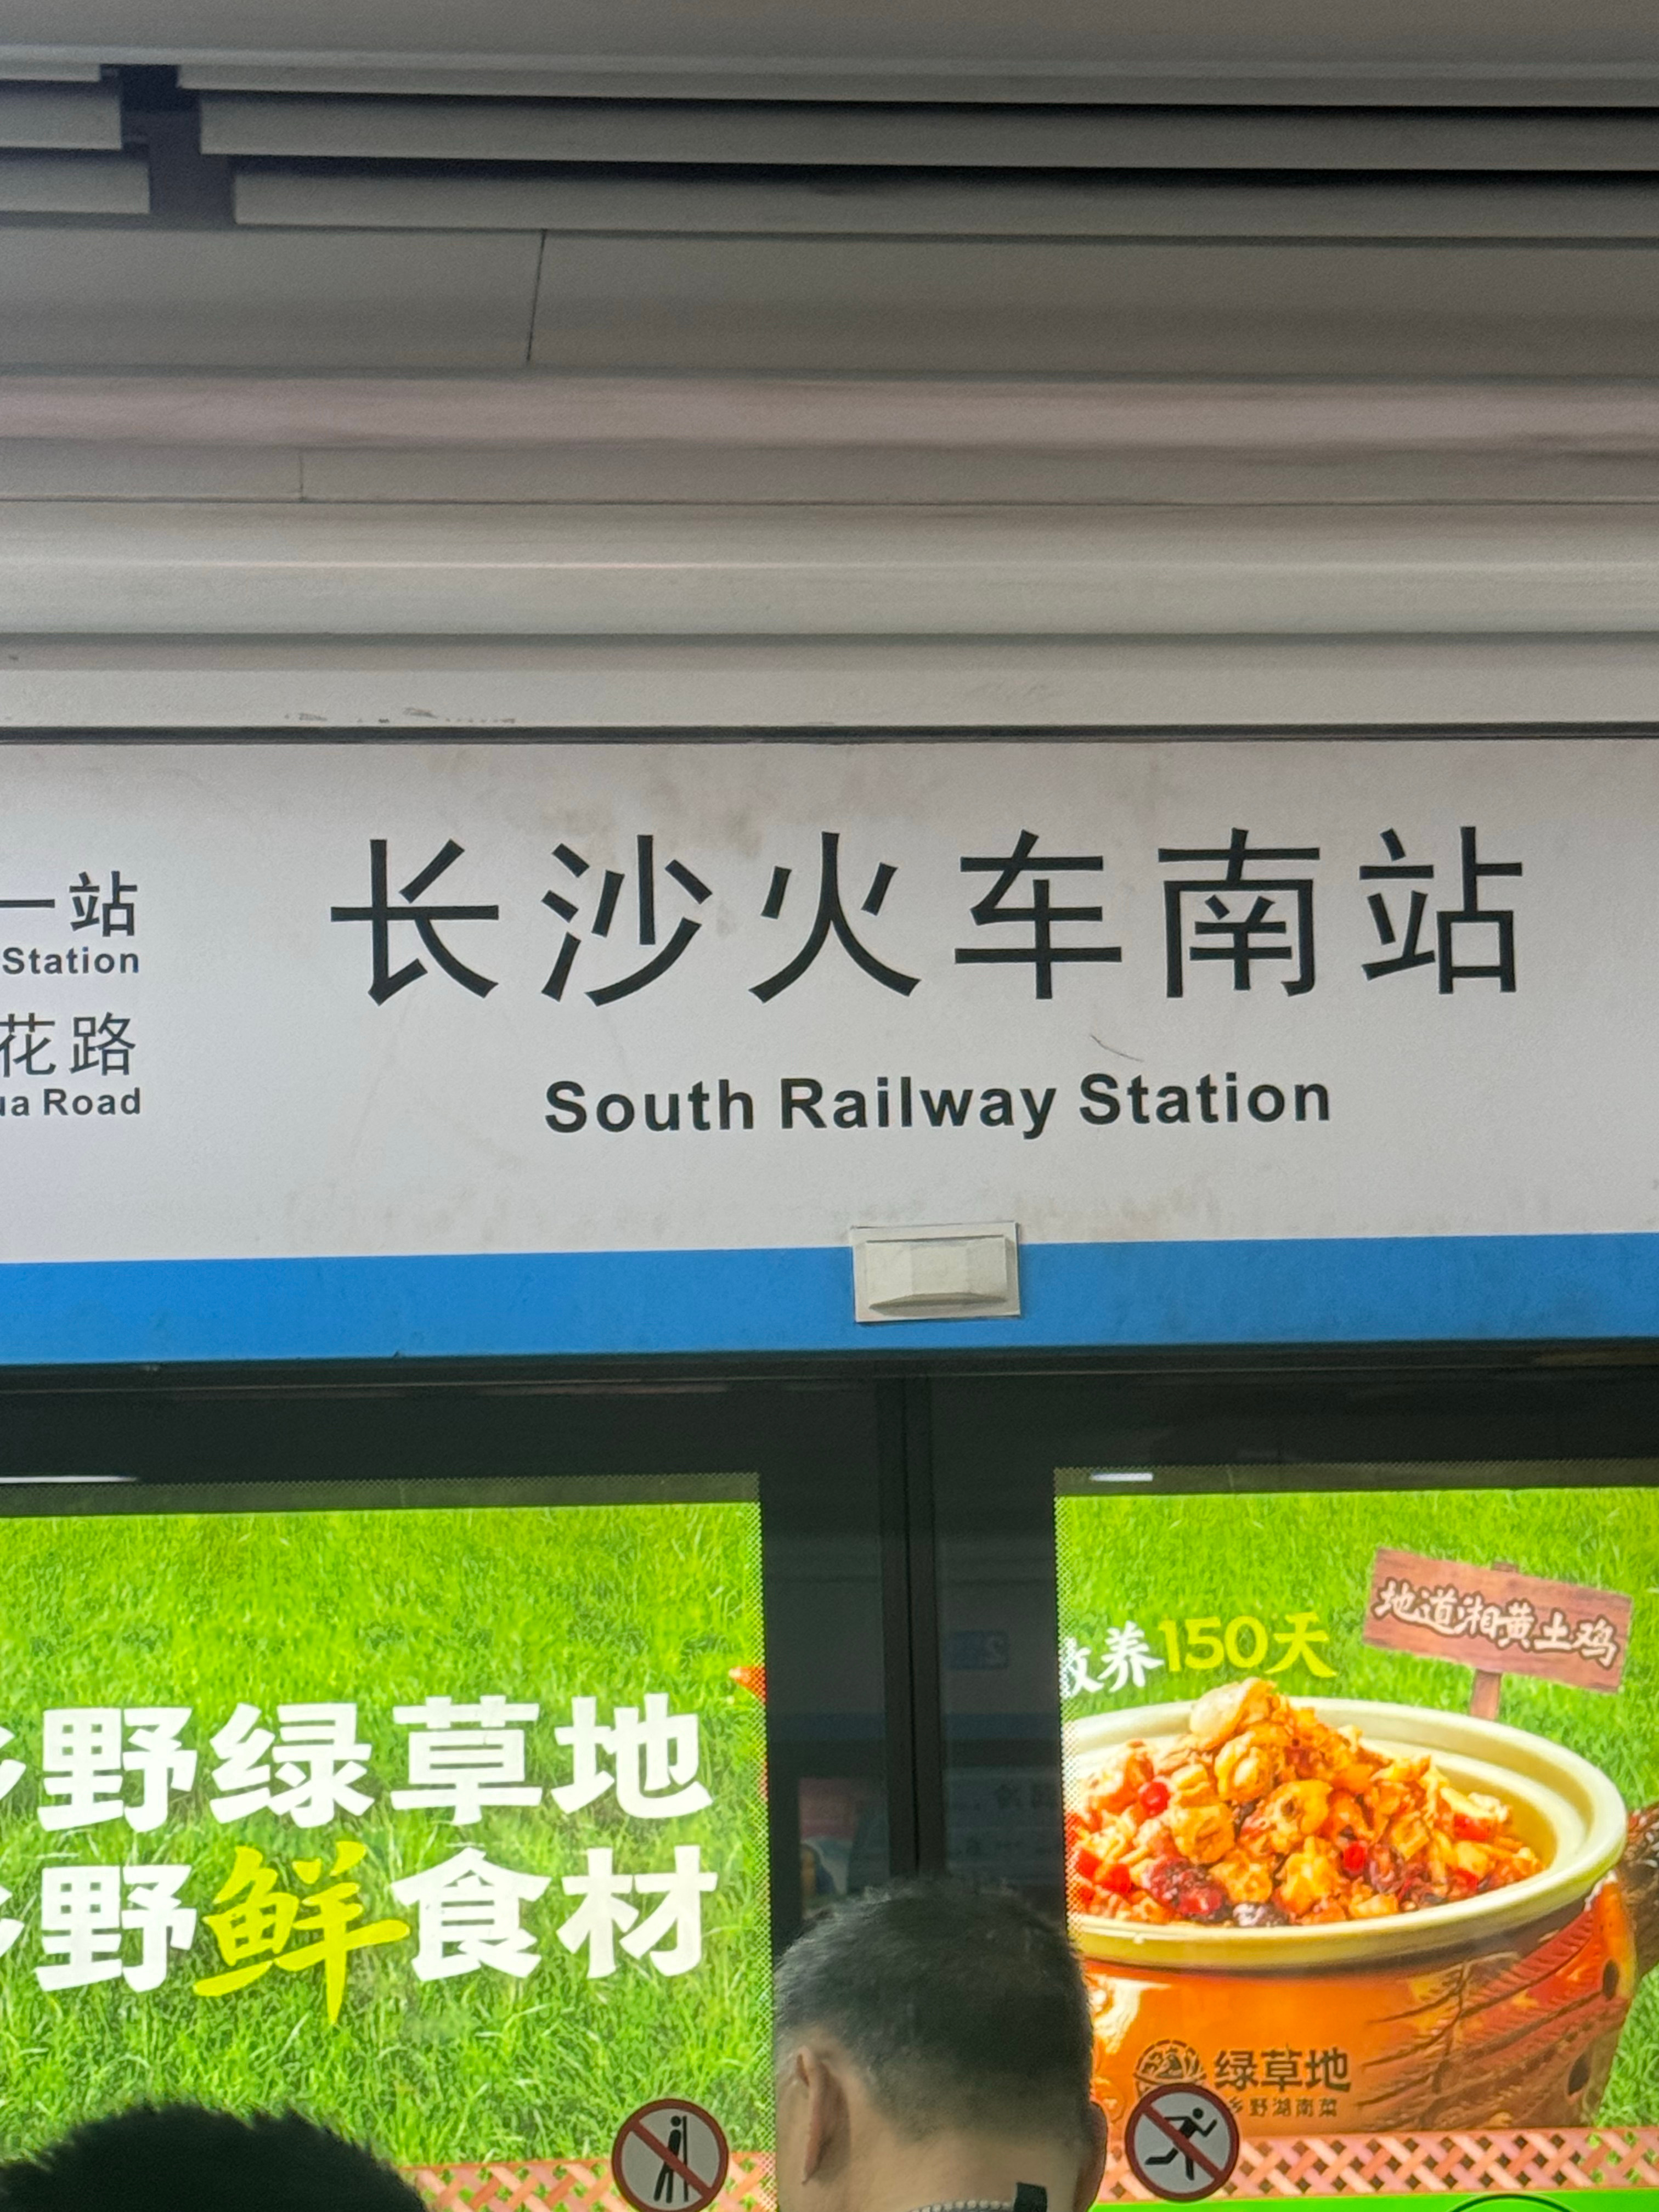 一站
Station
花路
ua Road
长沙火车南站
South Railway Station
野绿草地
野鲜食材
养150天
地道湘黄土鸡
绿草地
野湖南菜